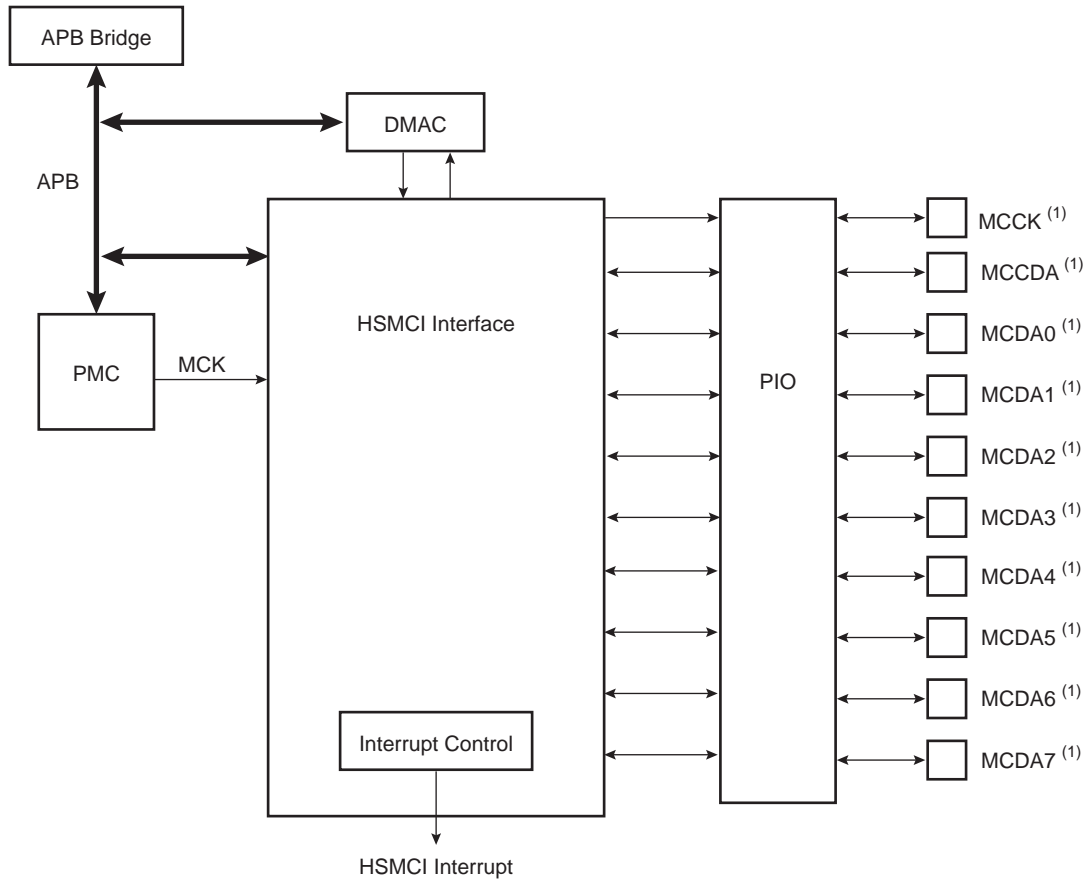 APB Bridge
DMAC
APB
MCCK (1)
MCCDA (1)
HSMCI Interface
MCDA0 (1)
PMC
MCK
PIO
MCDA1 (1)
MCDA2 (1)
MCDA3 (1)
MCDA4 (1)
MCDA5 (1)
MCDA6 (1)
Interrupt Control
MCDA7 (1)
HSMCI Interrupt